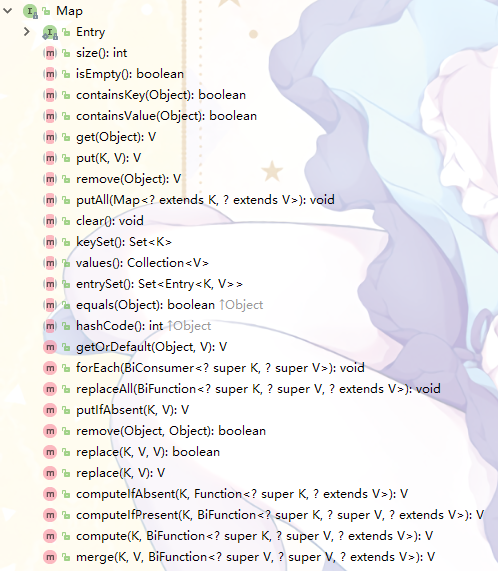 Map
Entry
size(): int
isEmpty(): boolean
containsKey(Object): boolean
containsValue(Object): boolean
get(Object): V
put(K, V): V
remove(Object): V
putAll(Map<? extends K, ? extends V>): void
clear(): void
keySet(): Set<K>
values(): Collection<V>
entrySet(): Set<Entry<K, V>>
equals(Object): boolean ↑Object
hashCode(): int ↑Object
getOrDefault(Object, V): V
forEach(BiConsumer<? super K, ? super V>): void
replaceAll(BiFunction<? super K, ? super V, ? extends V>): void
putIfAbsent(K, V): V
remove(Object, Object): boolean
replace(K, V, V): boolean
replace(K, V): V
computeIfAbsent(K, Function<? super K, ? extends V>): V
computeIfPresent(K, BiFunction<? super K, ? super V, ? extends V>): V
compute(K, BiFunction<? super K, ? super V, ? extends V>): V
merge(K, V, BiFunction<? super V, ? super V, ? extends V>): V